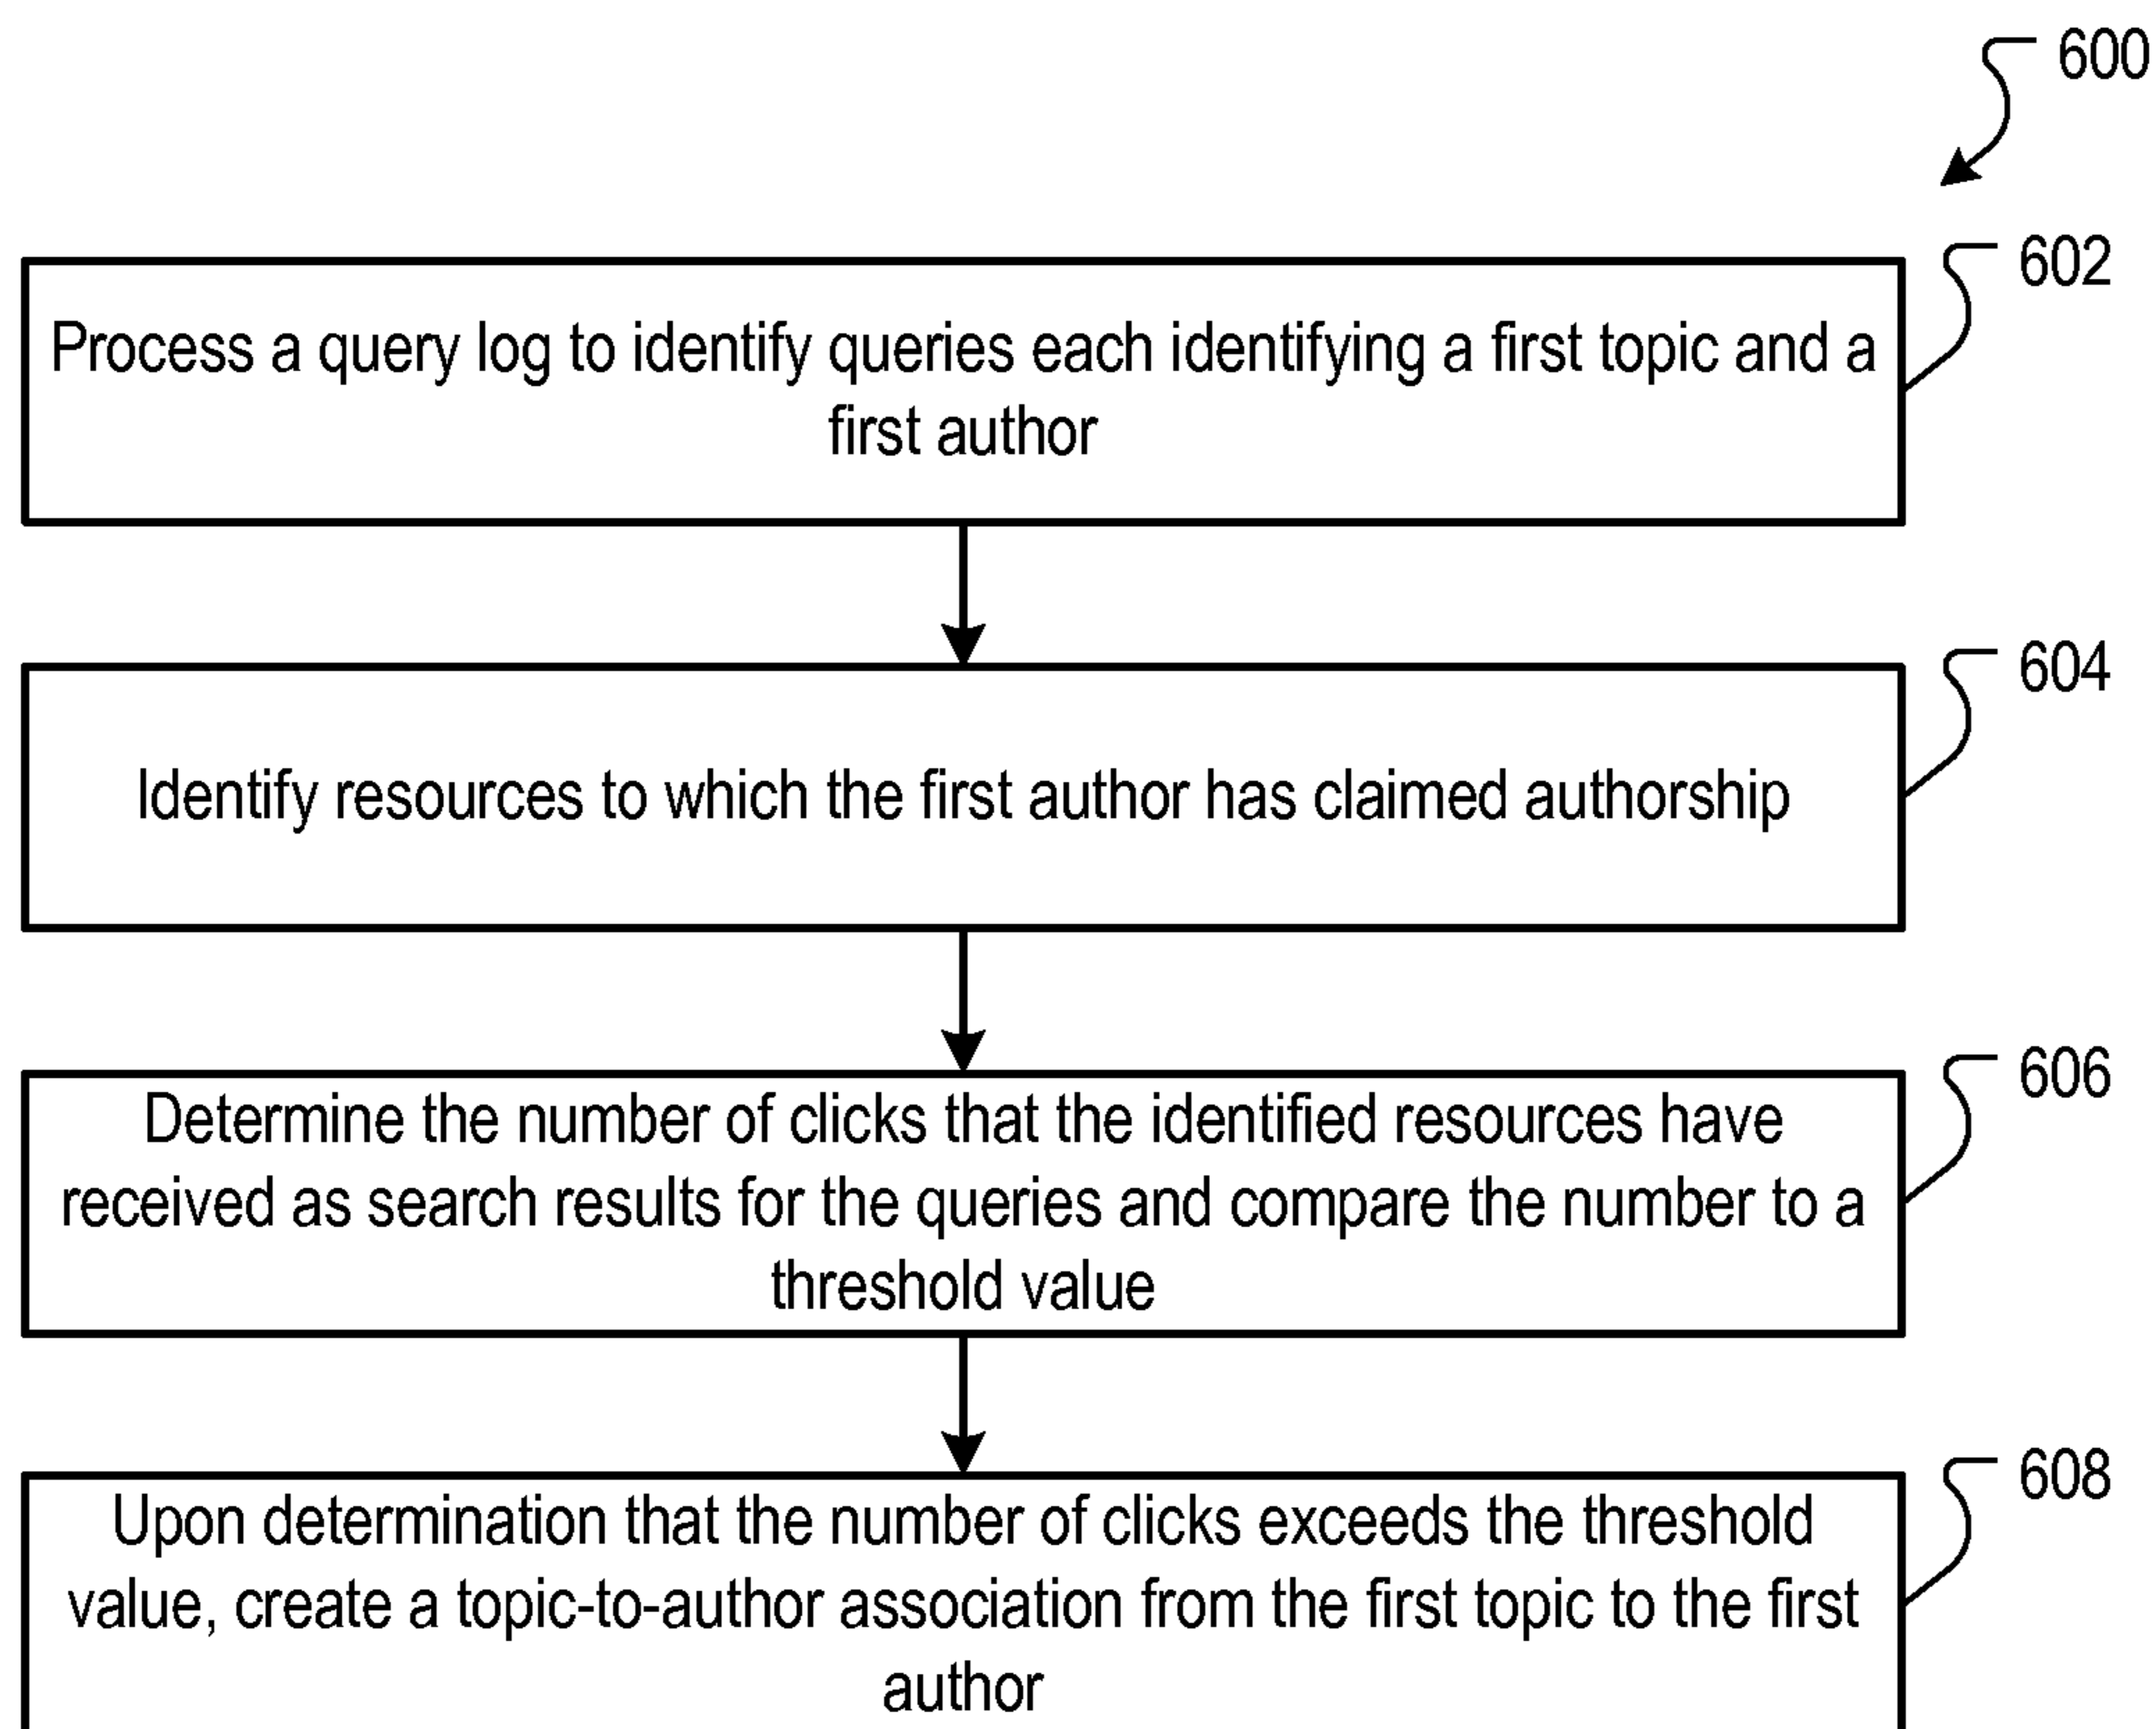 600
602
Process a query log to identify queries each identifying a first topic and a
first author
604
Identify resources to which the first author has claimed authorship
606
Determine the number of clicks that the identified resources have
received as search results for the queries and compare the number to a
threshold value
608
Upon determination that the number of clicks exceeds the threshold
value, create a topic-to-author association from the first topic to the first
author